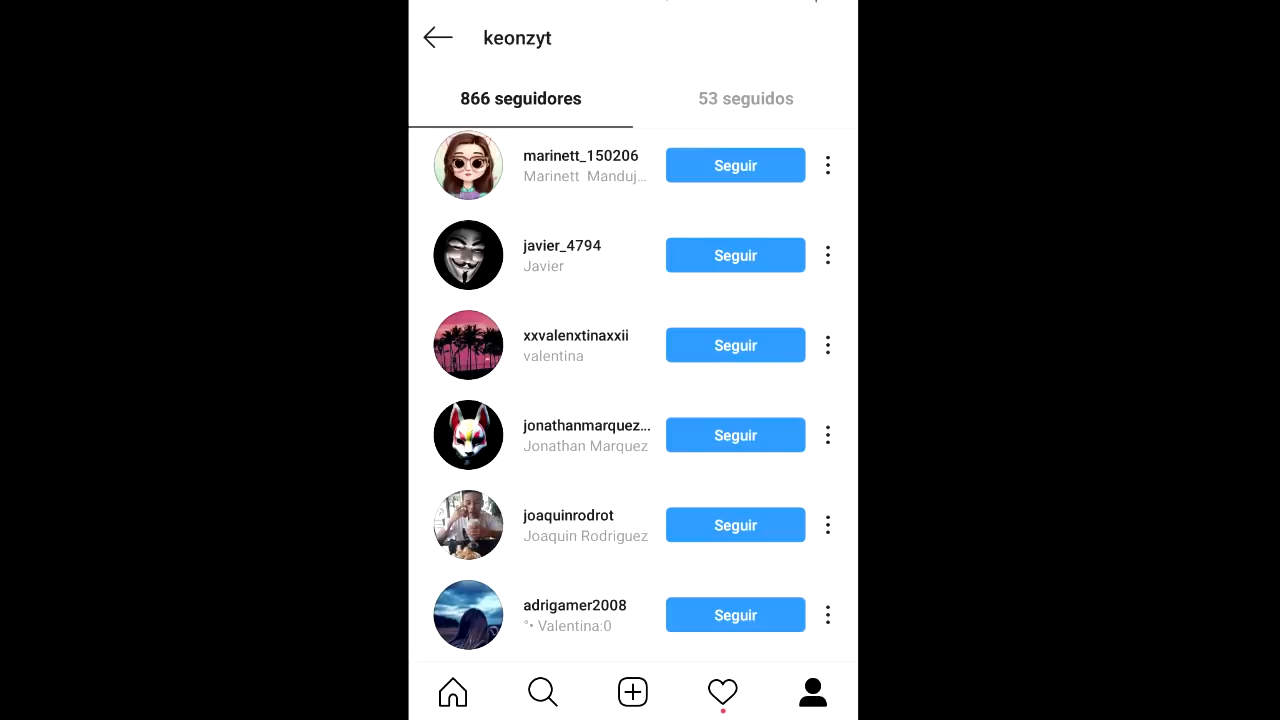 keonzyt
866 seguidores
53 seguidos
marinett_150206
Marinett Manduj...
Seguir
javier_4794
Javier
Seguir
xxvalenxtinaxxii
valentina
Seguir
jonathanmarquez...
Jonathan Marquez
Seguir
joaquinrodrot
Joaquin Rodriguez
Seguir
adrigamer2008
°• Valentina:0
Seguir